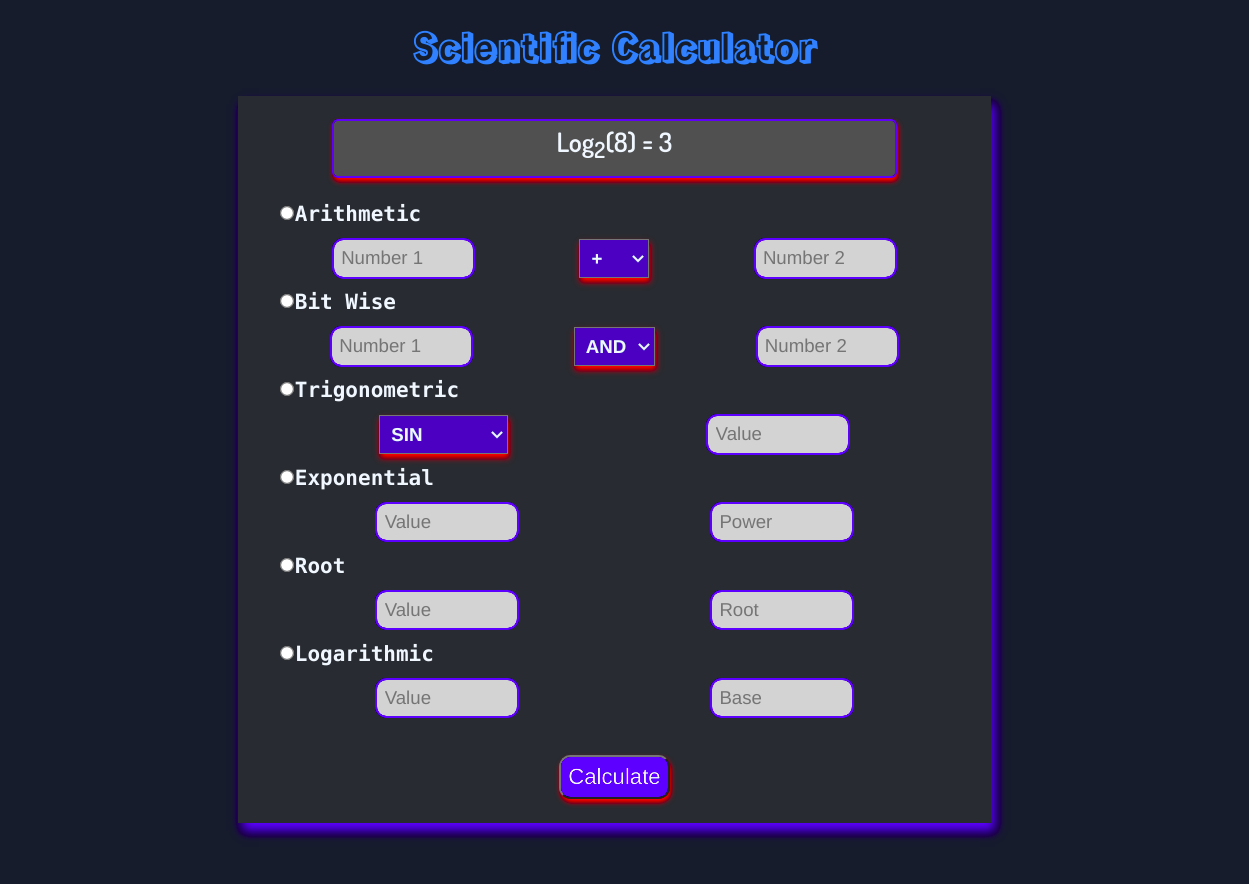 Scientific Calculator
Log₂(8) = 3
Arithmetic
Number 1 + Number 2
Bit Wise
Number 1 AND Number 2
Trigonometric
SIN Value
Exponential
Value Power
Root
Value Root
Logarithmic
Value Base
Calculate